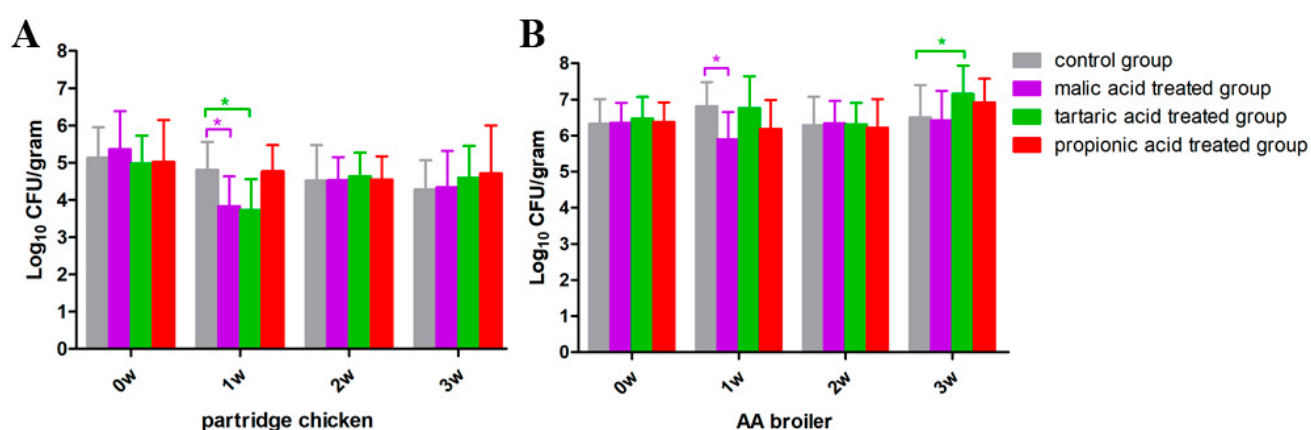 A
8
7
6
5
4
3
2
1
0
Log10 CFU/gram
*
*
0w
1w
2w
3w
partridge chicken
B
8
7
6
5
4
3
2
1
0
Log10 CFU/gram
*
*
0w
1w
2w
3w
AA broiler
control group
malic acid treated group
tartaric acid treated group
propionic acid treated group